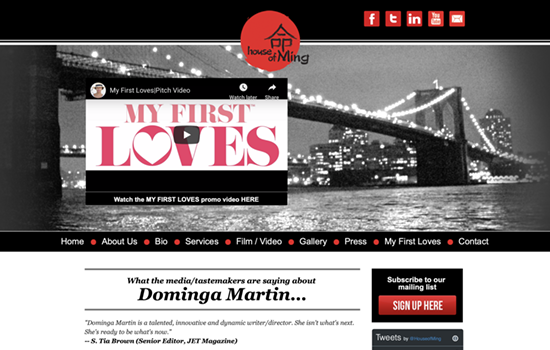 命
house
of Ming
My First Loves|Pitch Video
Watch later
Share
MY FIRST
LOVES
Watch the MY FIRST LOVES promo video HERE
Home
About Us
Bio
Services
Film / Video
Gallery
Press
My First Loves
Contact
What the media/tastemakers are saying about
Dominga Martin...
"Dominga Martin is a talented, innovative and dynamic writer/director. She isn't what's next.
She's ready to be what's now."
-- S. Tia Brown (Senior Editor, JET Magazine)
Subscribe to our
mailing list
SIGN UP HERE
Tweets by @HouseofMing